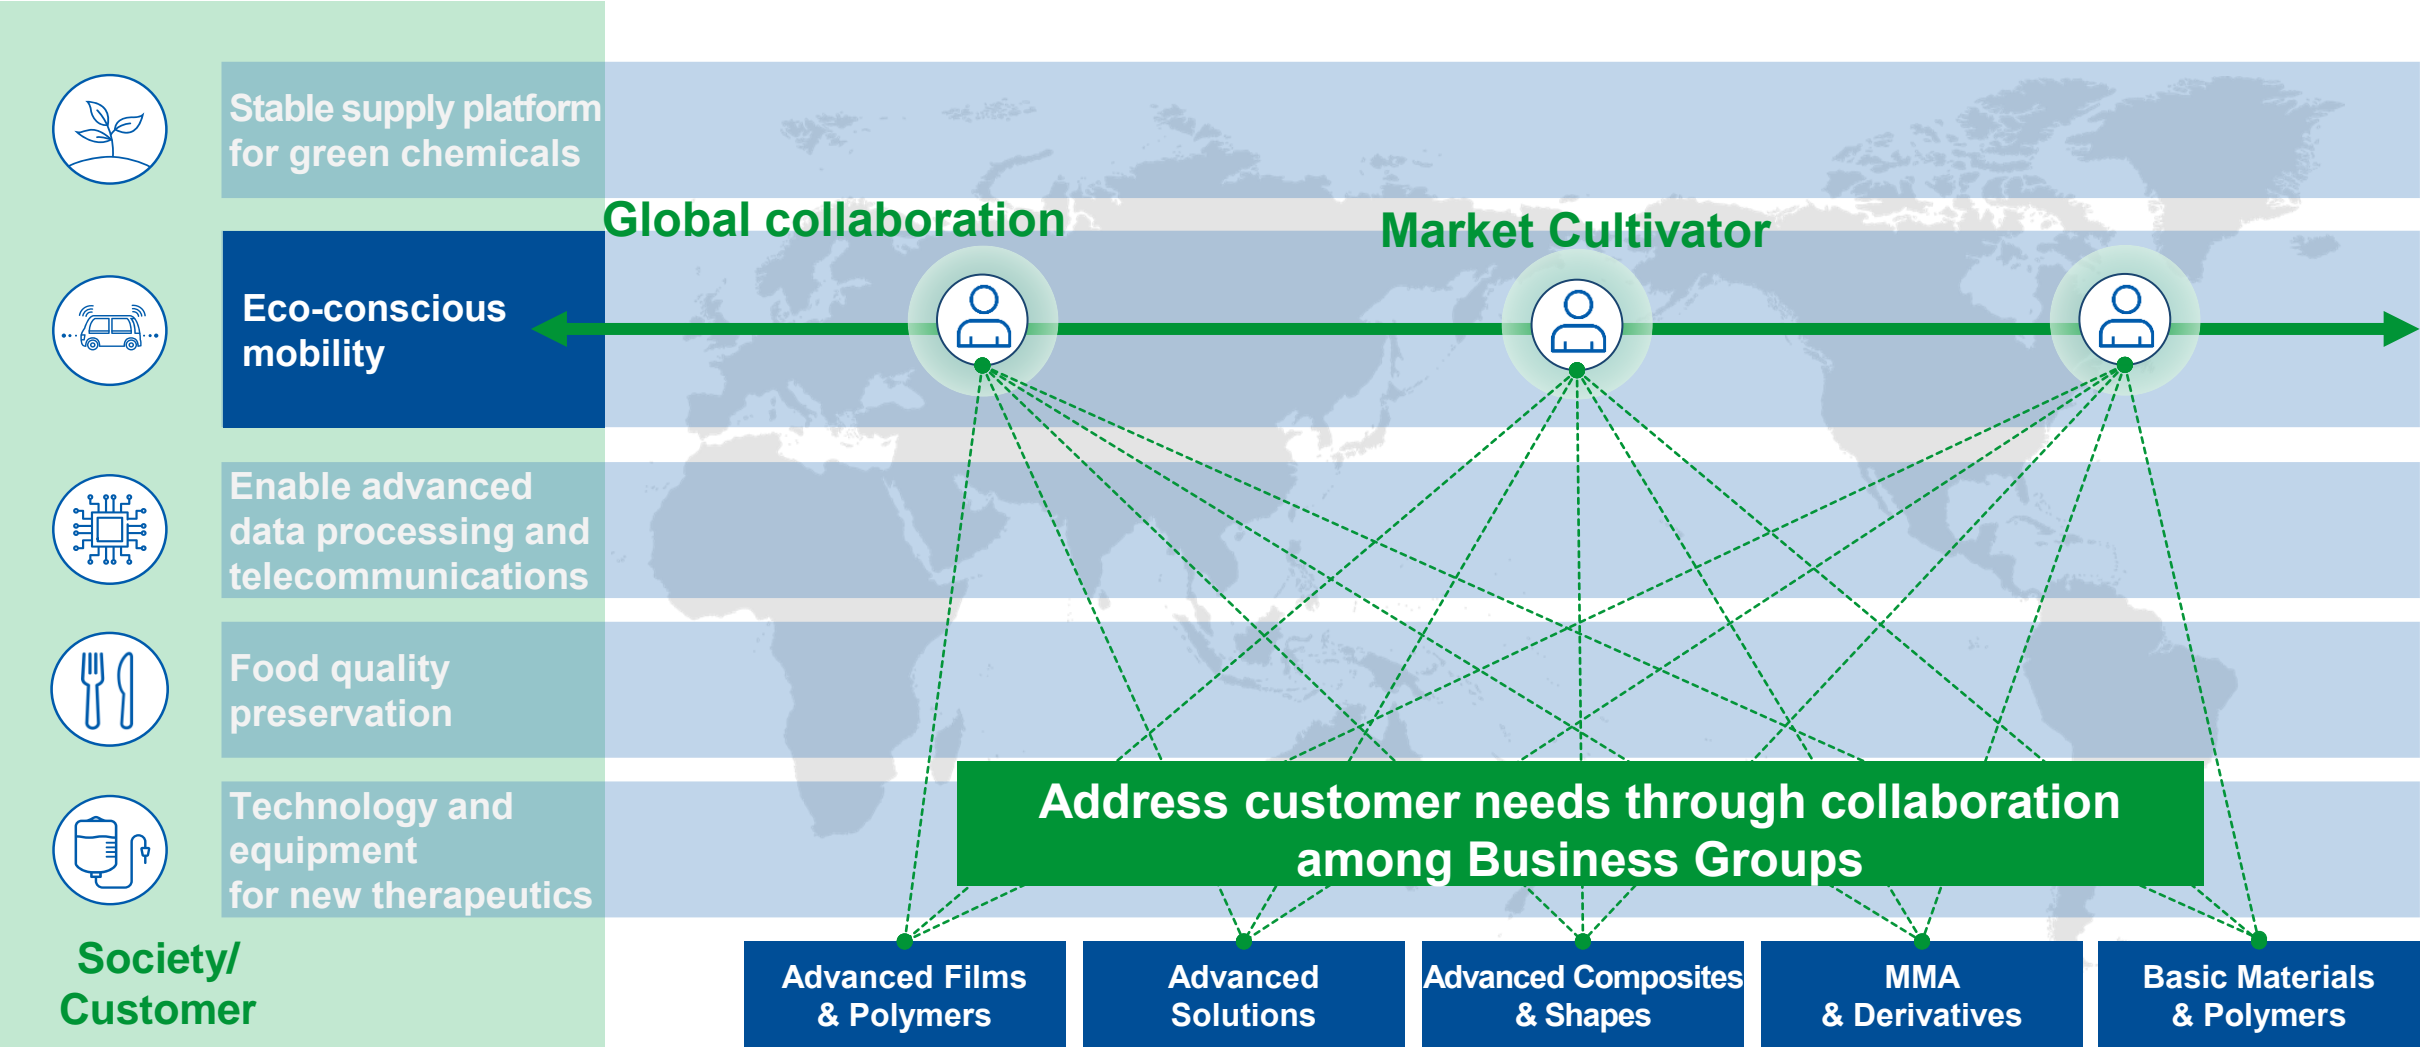 Stable supply platform
for green chemicals
Global collaboration
Market Cultivator
Eco-conscious
mobility
Enable advanced
data processing and
telecommunications
Food quality
preservation
Technology and
equipment
for new therapeutics
Address customer needs through collaboration
among Business Groups
Society/
Customer
Advanced Films
& Polymers
Advanced
Solutions
Advanced Composites
& Shapes
MMA
& Derivatives
Basic Materials
& Polymers